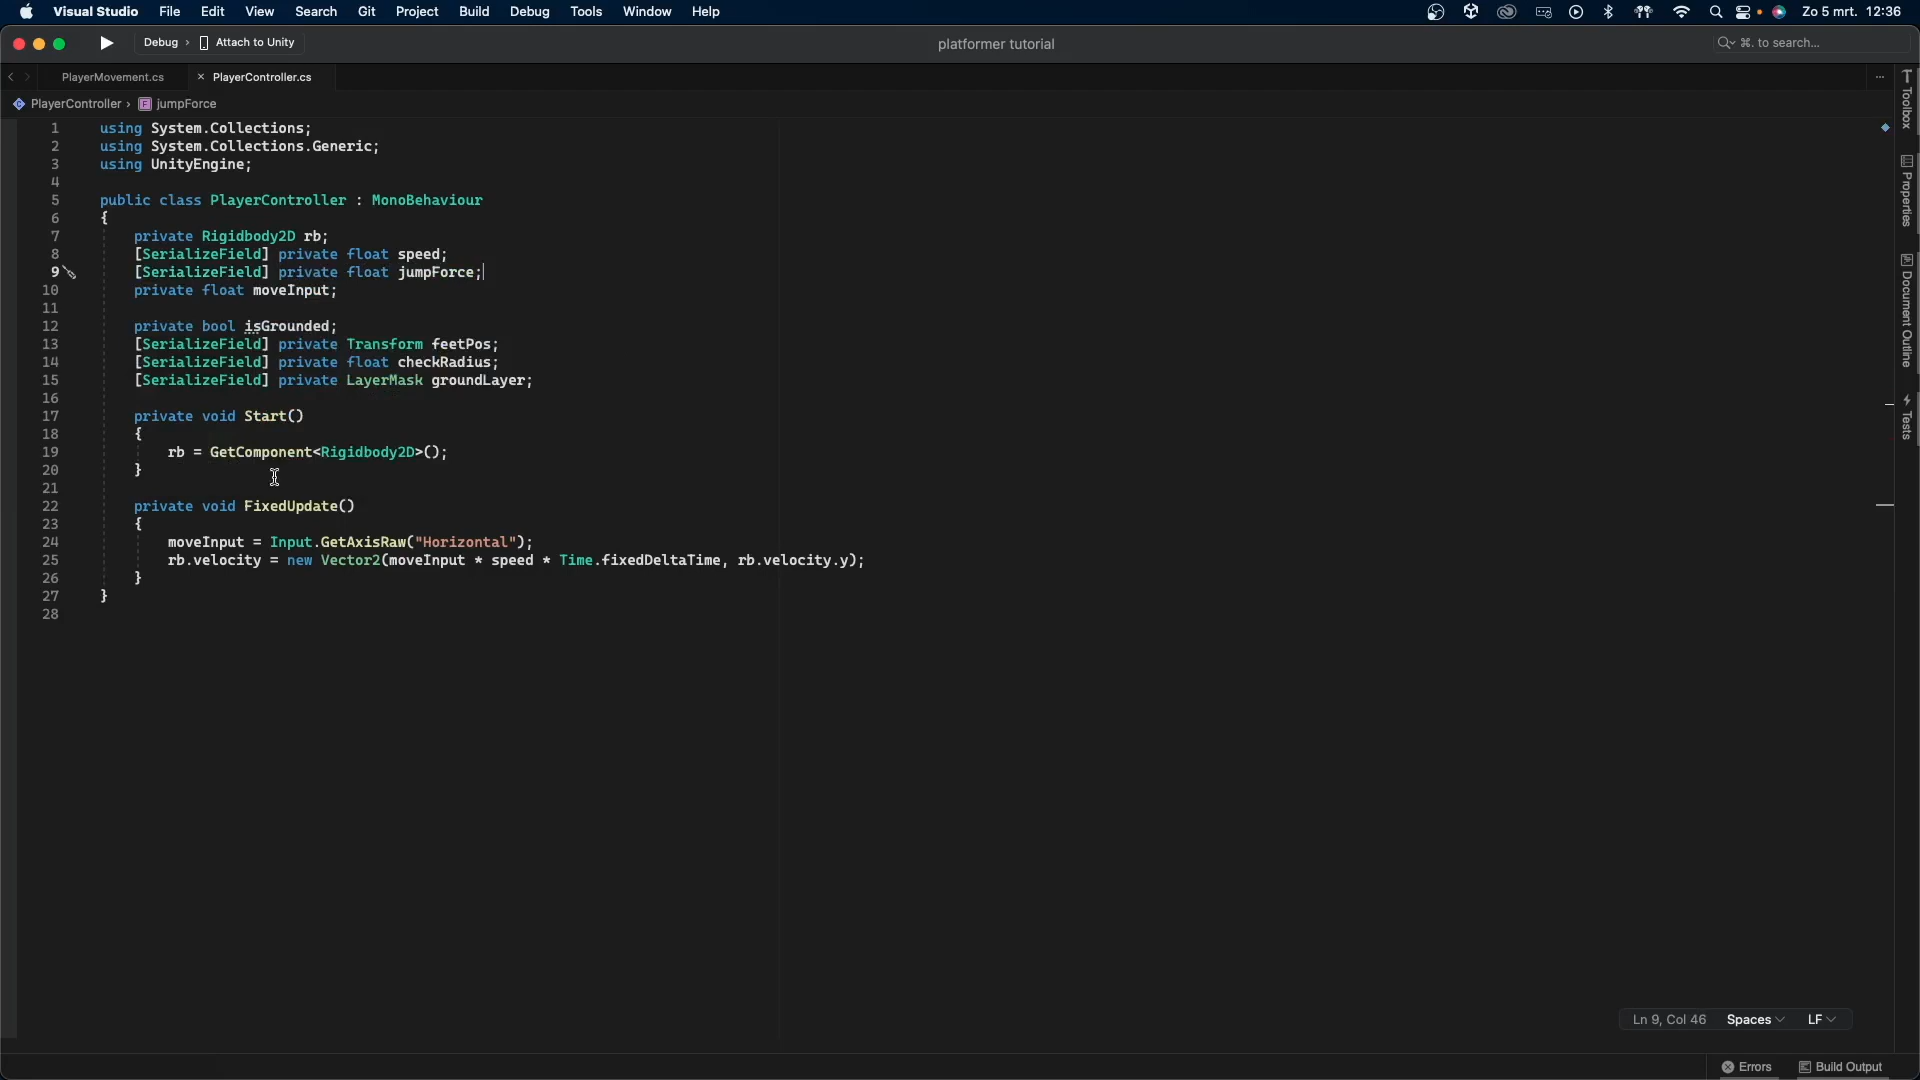 Visual Studio File Edit View Search Git Project Build Debug Tools Window Help Zo 5 mrt. 12:36
Debug › Attach to Unity platformer tutorial ⌘. to search...
PlayerMovement.cs × PlayerController.cs ...
PlayerController › F jumpForce
1 using System.Collections;
2 using System.Collections.Generic;
3 using UnityEngine;
4
5 public class PlayerController : MonoBehaviour
6 {
7 private Rigidbody2D rb;
8 [SerializeField] private float speed;
9 [SerializeField] private float jumpForce;
10 private float moveInput;
11
12 private bool isGrounded;
13 [SerializeField] private Transform feetPos;
14 [SerializeField] private float checkRadius;
15 [SerializeField] private LayerMask groundLayer;
16
17 private void Start()
18 {
19 rb = GetComponent<Rigidbody2D>();
20 }
21
22 private void FixedUpdate()
23 {
24 moveInput = Input.GetAxisRaw("Horizontal");
25 rb.velocity = new Vector2(moveInput * speed * Time.fixedDeltaTime, rb.velocity.y);
26 }
27 }
28
Toolbox
Properties
Document Outline
Tests
Ln 9, Col 46 Spaces LF
Errors Build Output